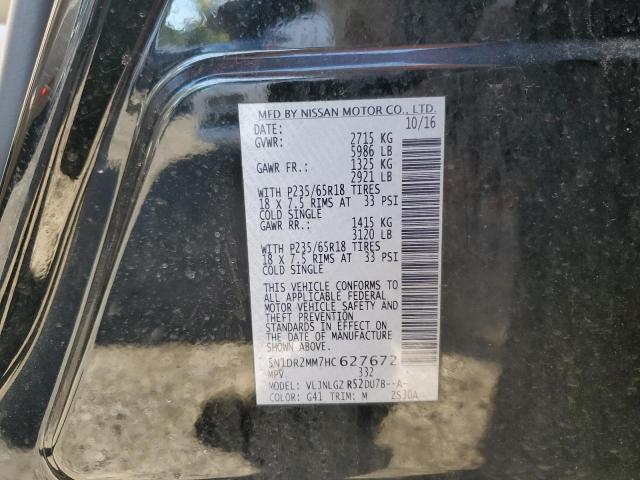 MFD BY NISSAN MOTOR CO., LTD.
DATE: 10/16
GVWR: 2715 KG
5986 LB
GAWR FR.: 1325 KG
2921 LB
WITH P235/65R18 TIRES
18 X 7.5 RIMS AT 33 PSI
COLD SINGLE
GAWR RR.: 1415 KG
3120 LB
WITH P235/65R18 TIRES
18 X 7.5 RIMS AT 33 PSI
COLD SINGLE
THIS VEHICLE CONFORMS TO
ALL APPLICABLE FEDERAL
MOTOR VEHICLE SAFETY AND
THEFT PREVENTION
STANDARDS IN EFFECT ON
THE DATE OF MANUFACTURE
SHOWN ABOVE.
5N1DR2MM7HC 627672
MPV 332
MODEL: VLJNLGZ R52DU7B--A-
COLOR: G41 TRIM: M ZS30A